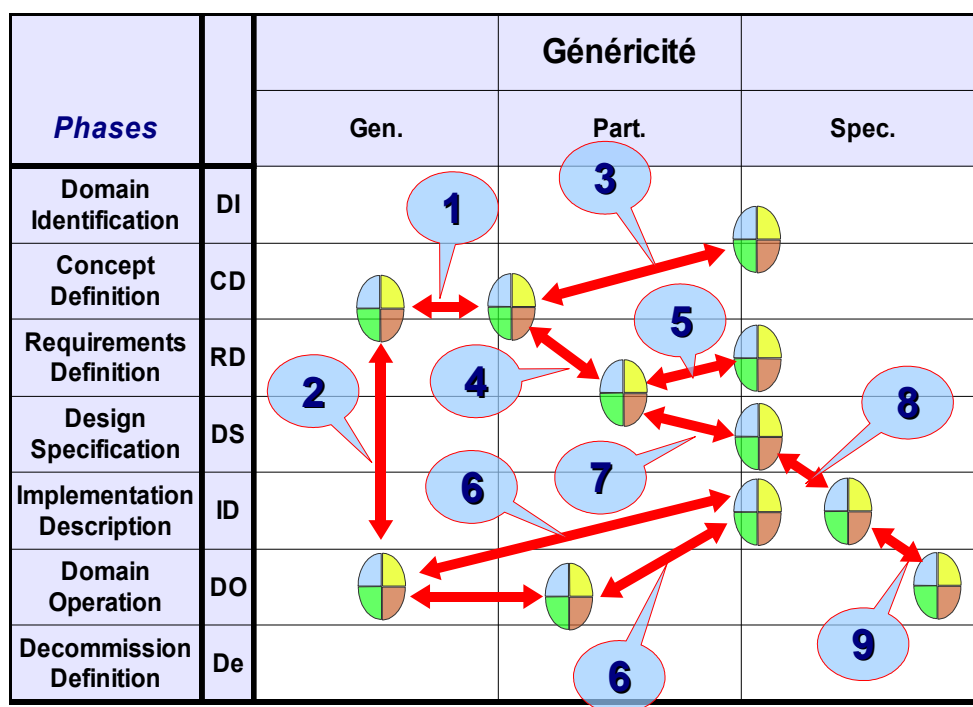 Généricité
Phases
Gen.
Part.
Spec.
3
1
Domain
Identification
DI
Concept
Definition
CD
5
Requirements
Definition
RD
2
4
8
Design
Specification
DS
7
6
Implementation
Description
ID
Domain
Operation
DO
9
6
Decommission
Definition
De